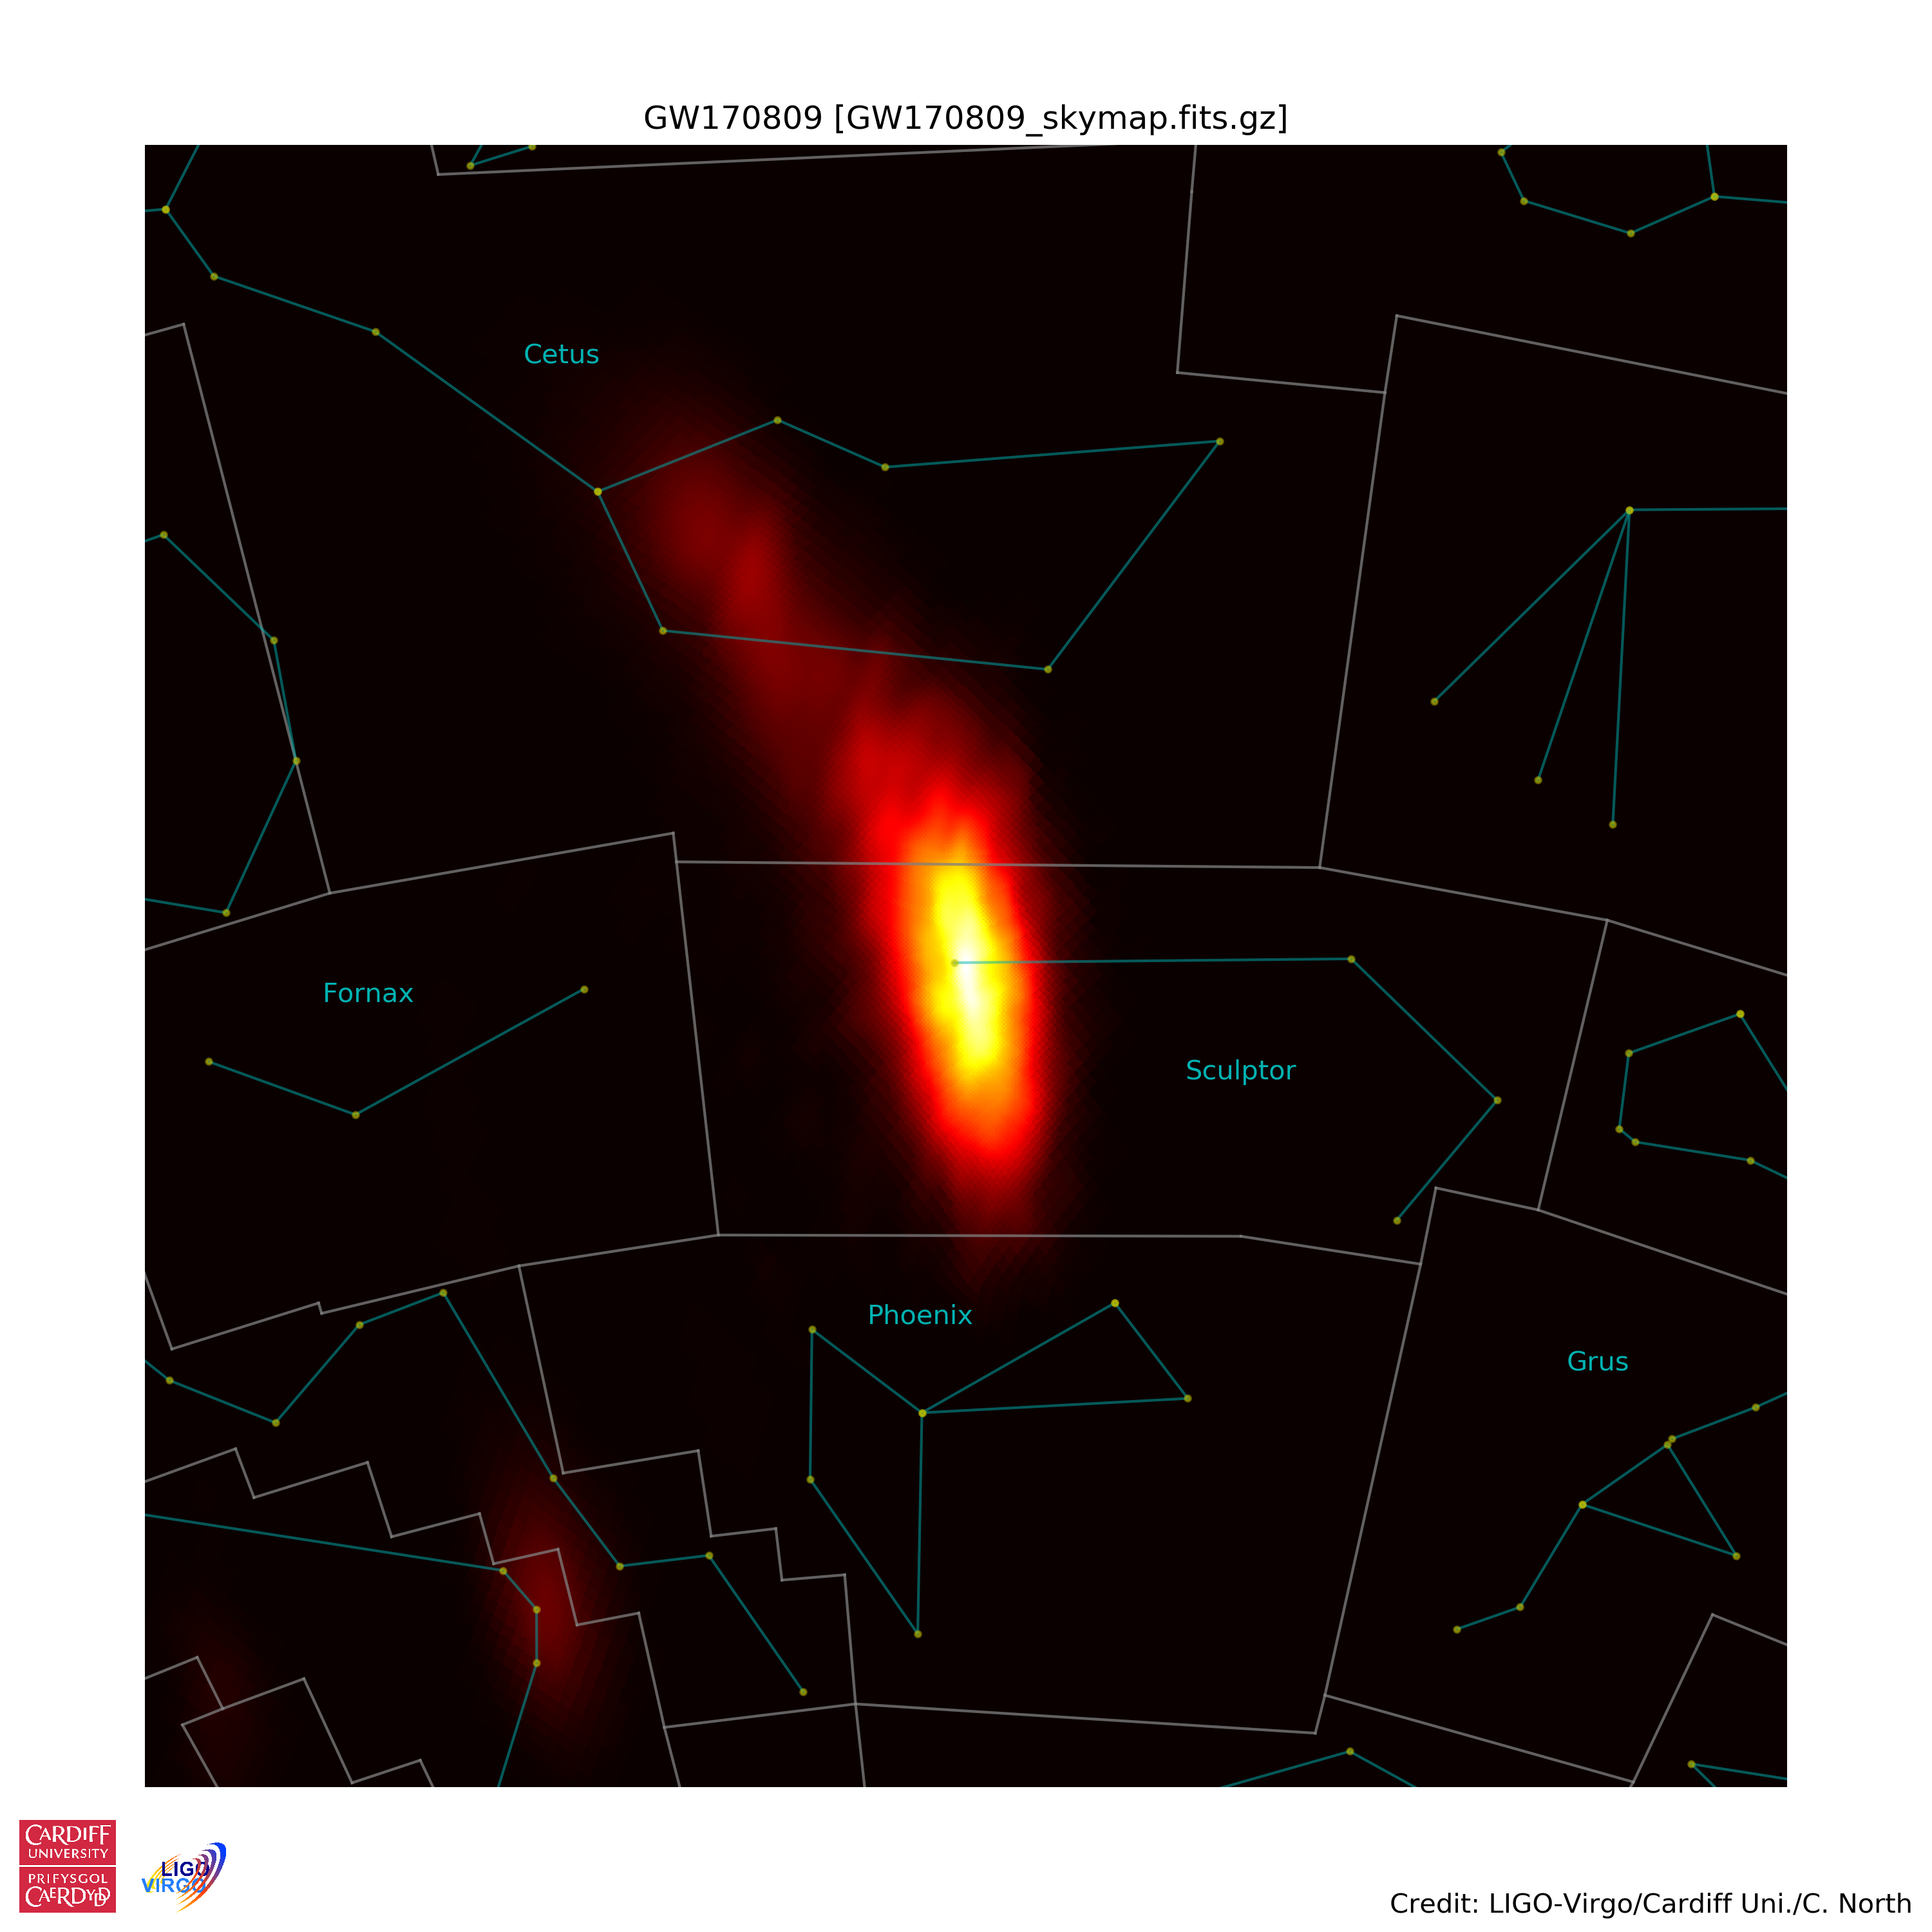 GW170809 [GW170809_skymap.fits.gz]
Cetus
Fornax
Sculptor
Phoenix
Grus
CARDIFF
UNIVERSITY
PRIFYSGOL
CAERDYDD
LIGO
VIRGO
Credit: LIGO-Virgo/Cardiff Uni./C. North